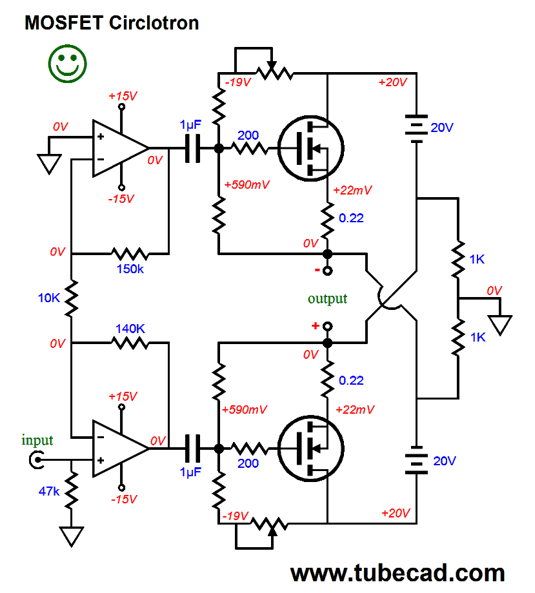 MOSFET Circlotron
-19V
+20V
+15V
0V
+
1µF
200
20V
−
0V
-15V
+590mV
+22mV
0.22
0V
0V
150k
-
1K
10K
output
0V
140K
+
1K
0V
0V
+15V
0.22
+590mV
+22mV
input
−
0V
+
1µF
200
20V
47k
-15V
-19V
+20V
www.tubecad.com